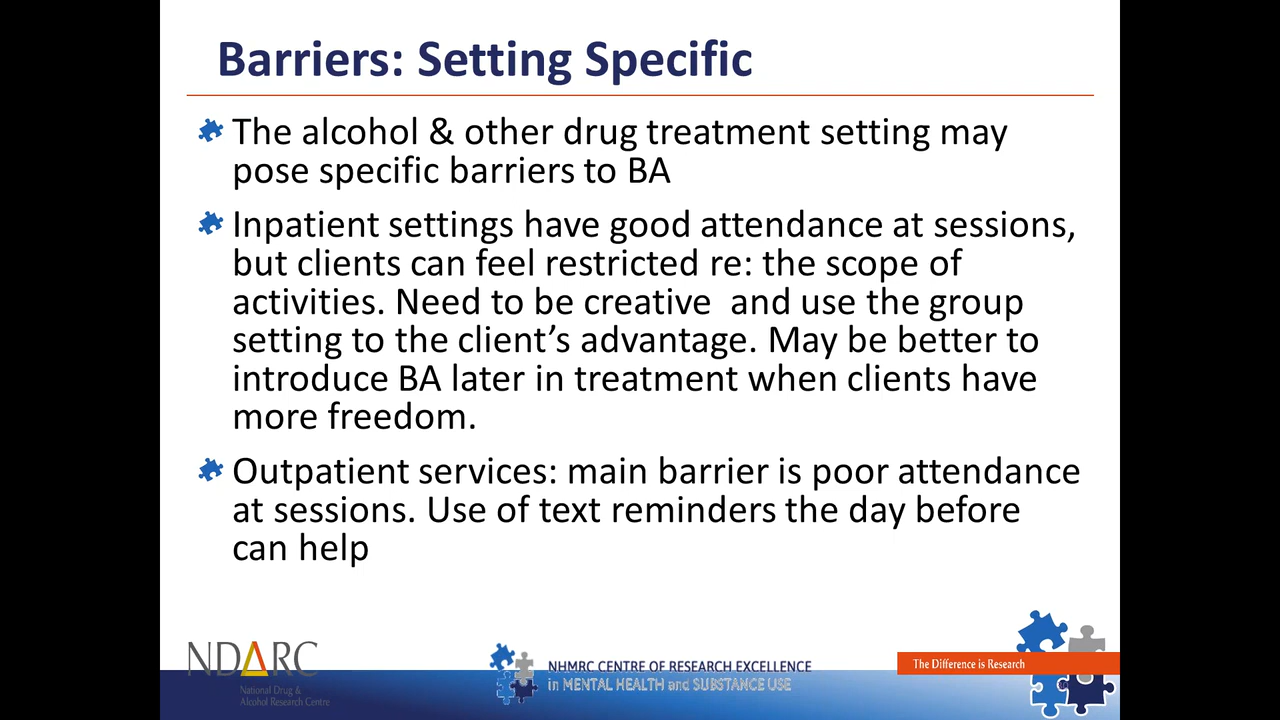 Barriers: Setting Specific
The alcohol & other drug treatment setting may
pose specific barriers to BA
Inpatient settings have good attendance at sessions,
but clients can feel restricted re: the scope of
activities. Need to be creative  and use the group
setting to the client’s advantage. May be better to
introduce BA later in treatment when clients have
more freedom.
Outpatient services: main barrier is poor attendance
at sessions. Use of text reminders the day before
can help
NDARC
National Drug &
Alcohol Research Centre
NHMRC CENTRE OF RESEARCH EXCELLENCE
in MENTAL HEALTH and SUBSTANCE USE
The Difference is Research